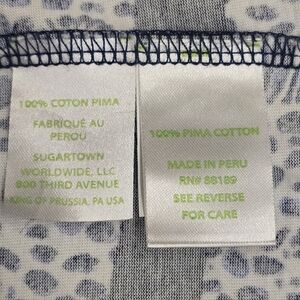 100% COTON PIMA
FABRIQUÉ AU
PEROU
SUGARTOWN
WORLDWIDE, LLC
800 THIRD AVENUE
KING OF PRUSSIA, PA USA
100% PIMA COTTON
MADE IN PERU
RN# 88189
SEE REVERSE
FOR CARE